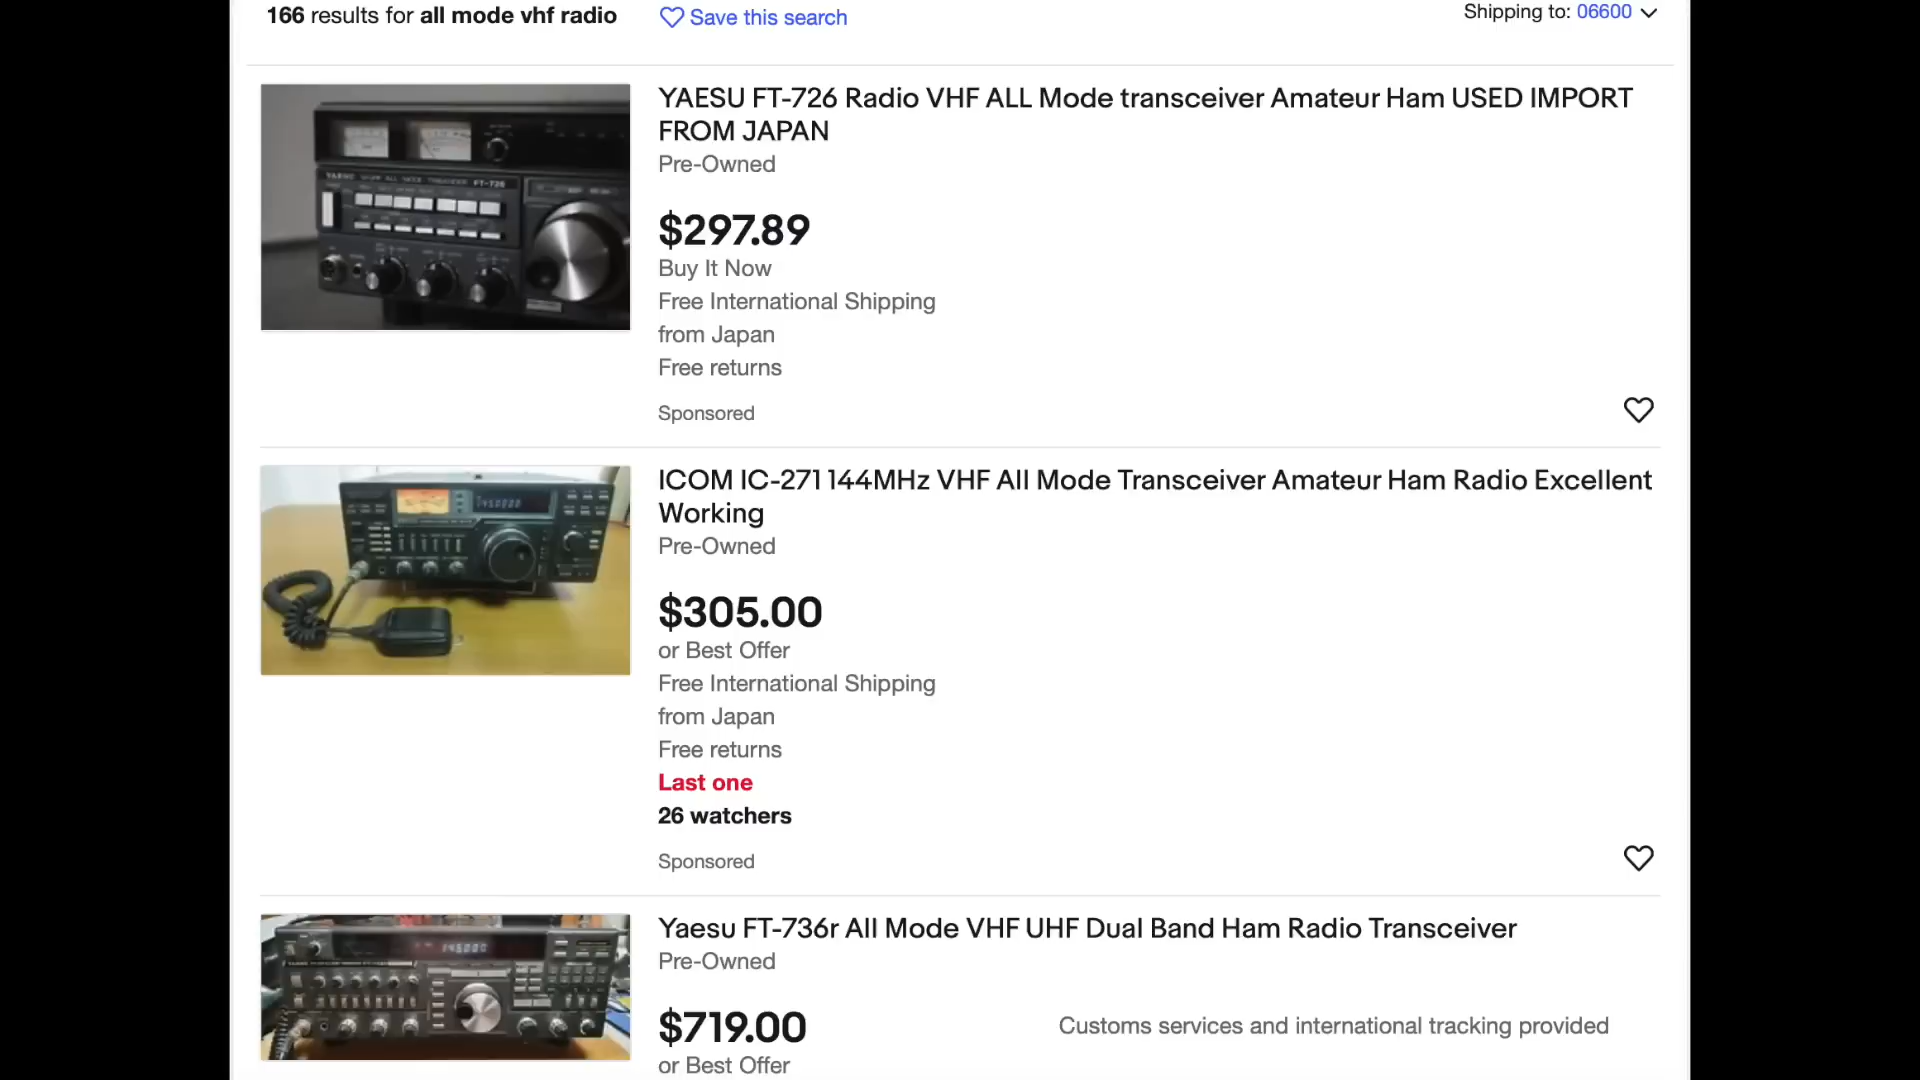 166 results for all mode vhf radio
Save this search
Shipping to: 06600
YAESU FT-726 Radio VHF ALL Mode transceiver Amateur Ham USED IMPORT
FROM JAPAN
Pre-Owned
$297.89
Buy It Now
Free International Shipping
from Japan
Free returns
Sponsored
ICOM IC-271 144MHz VHF All Mode Transceiver Amateur Ham Radio Excellent
Working
Pre-Owned
$305.00
or Best Offer
Free International Shipping
from Japan
Free returns
Last one
26 watchers
Sponsored
Yaesu FT-736r All Mode VHF UHF Dual Band Ham Radio Transceiver
Pre-Owned
$719.00
or Best Offer
Customs services and international tracking provided